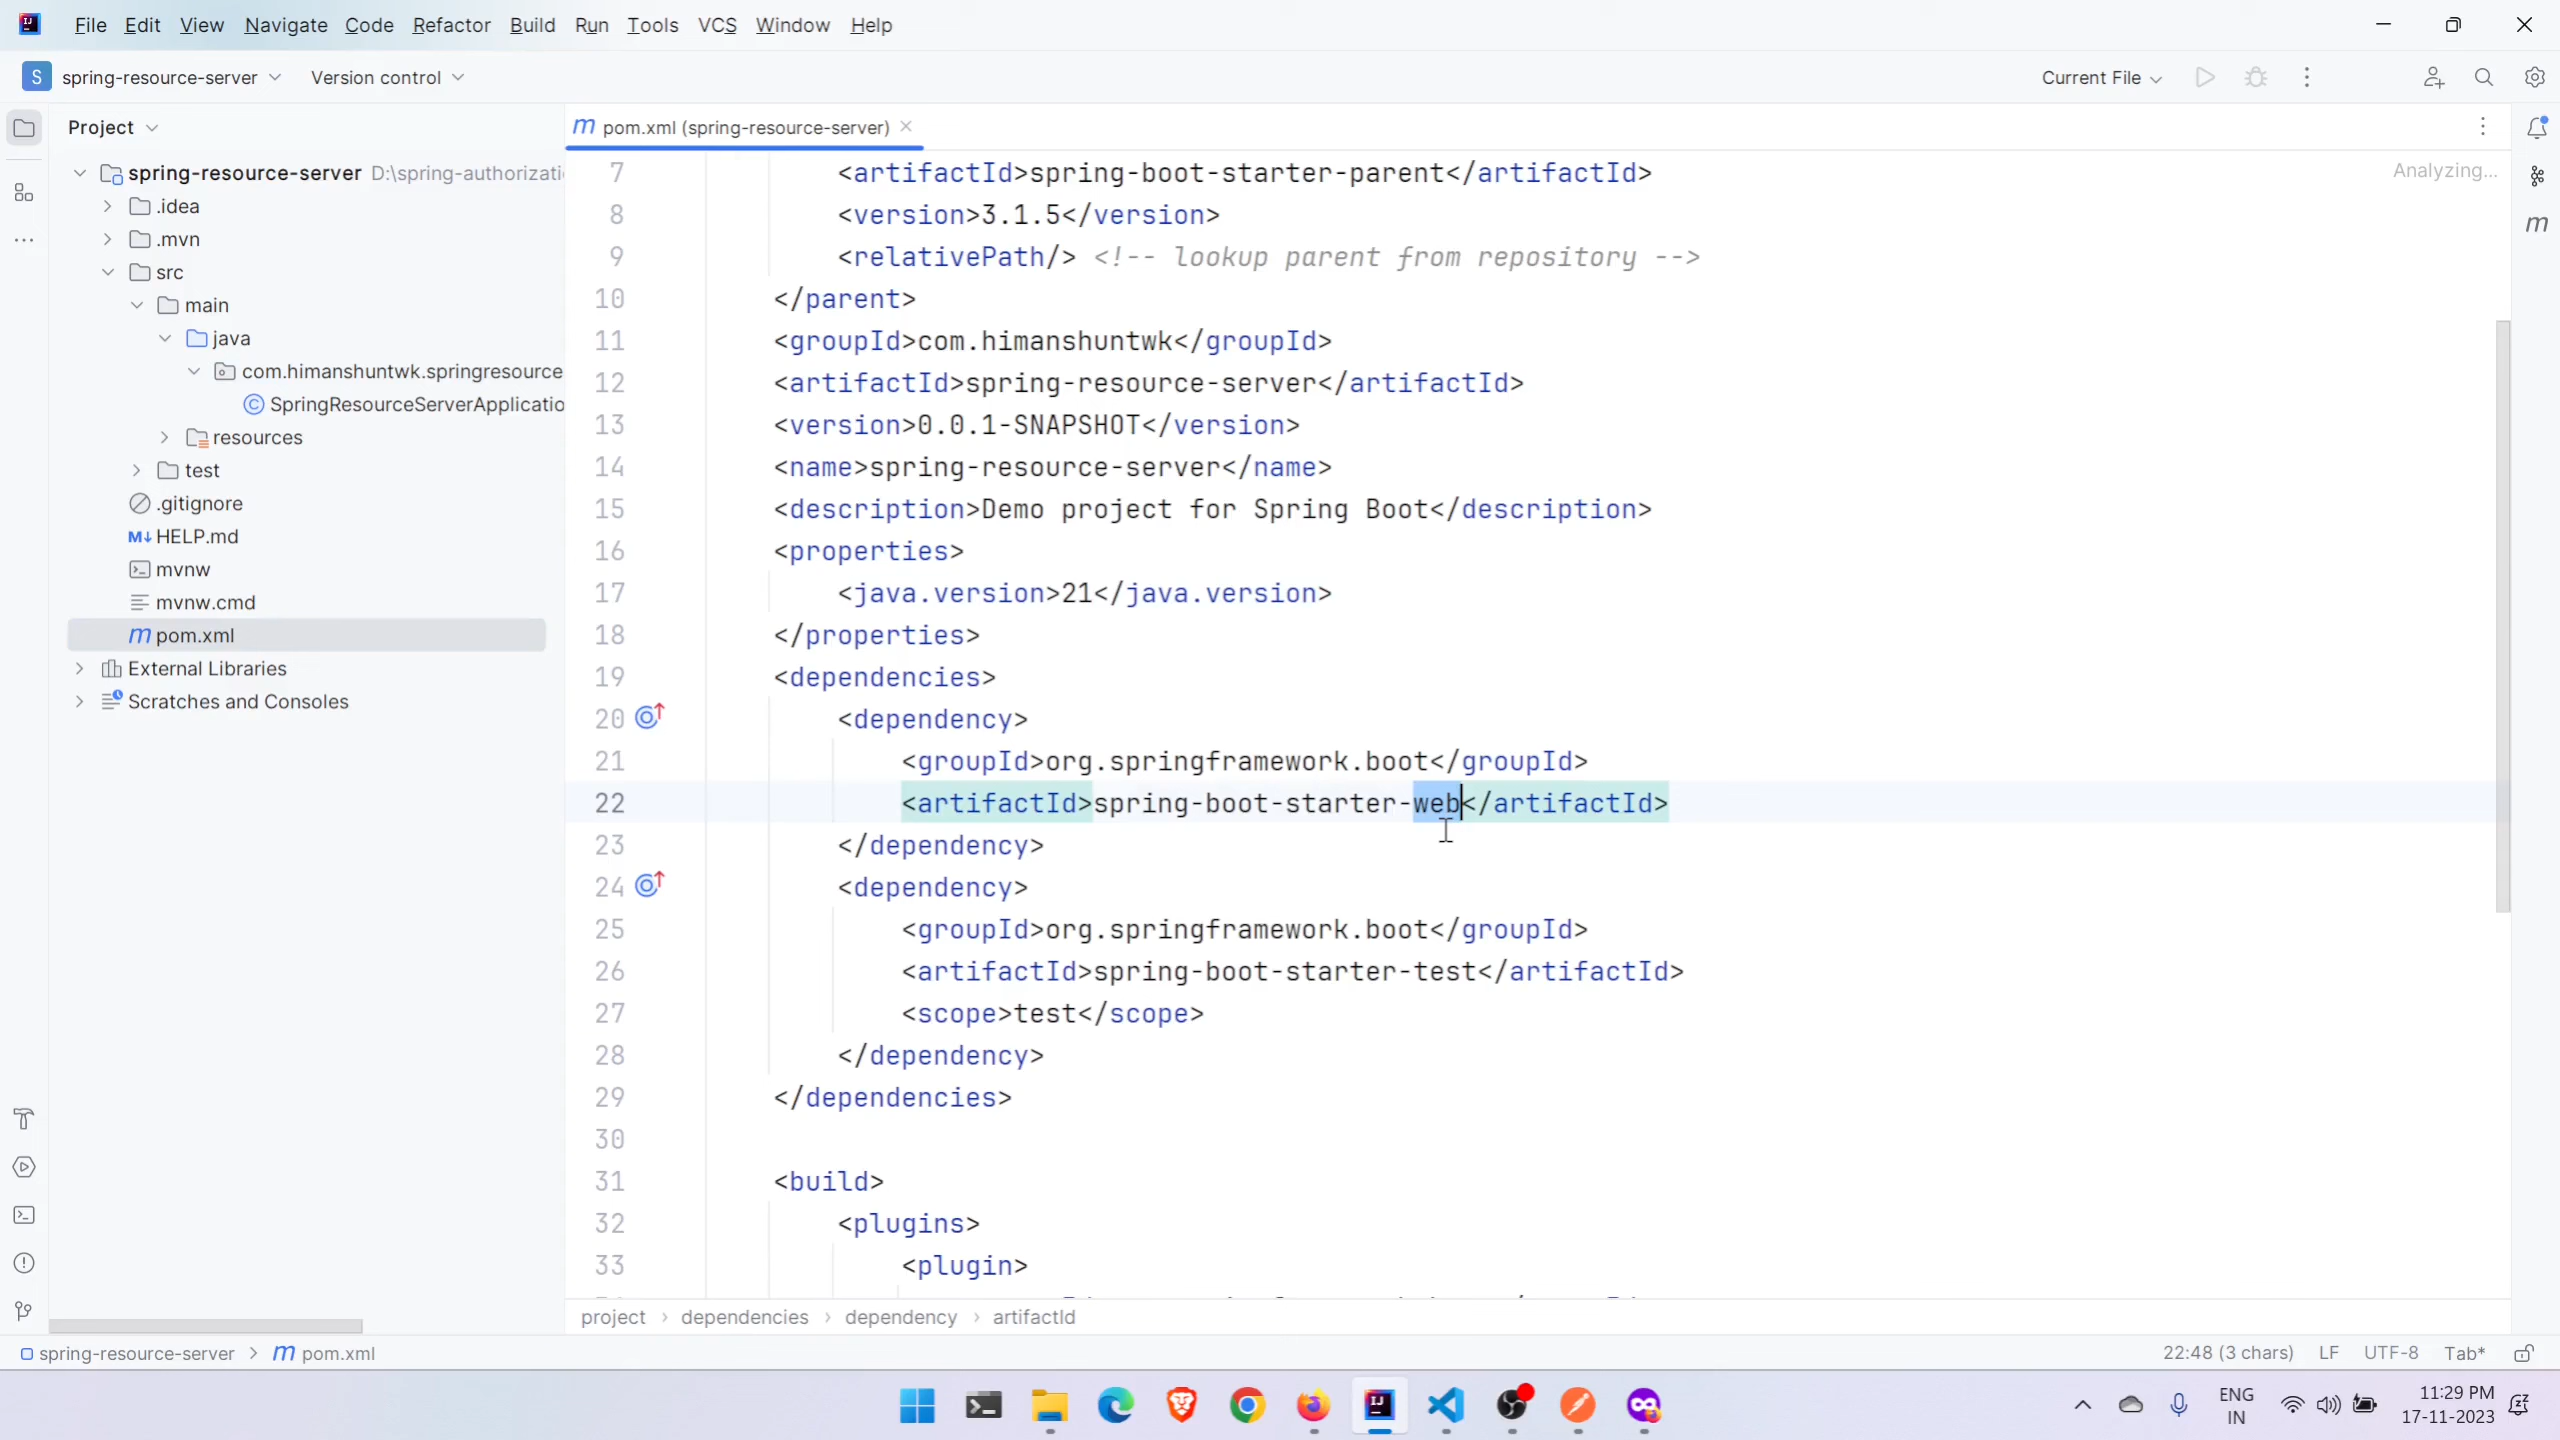 File Edit View Navigate Code Refactor Build Run Tools VCS Window Help
S spring-resource-server Version control Current File
Project
pom.xml (spring-resource-server)
Analyzing...
spring-resource-server D:\spring-authorizati
.idea
.mvn
src
main
java
com.himanshuntwk.springresource
SpringResourceServerApplicatio
resources
test
.gitignore
HELP.md
mvnw
mvnw.cmd
pom.xml
External Libraries
Scratches and Consoles
7 <artifactId>spring-boot-starter-parent</artifactId>
8 <version>3.1.5</version>
9 <relativePath/> <!-- lookup parent from repository -->
10 </parent>
11 <groupId>com.himanshuntwk</groupId>
12 <artifactId>spring-resource-server</artifactId>
13 <version>0.0.1-SNAPSHOT</version>
14 <name>spring-resource-server</name>
15 <description>Demo project for Spring Boot</description>
16 <properties>
17 <java.version>21</java.version>
18 </properties>
19 <dependencies>
20 <dependency>
21 <groupId>org.springframework.boot</groupId>
22 <artifactId>spring-boot-starter-web</artifactId>
23 </dependency>
24 <dependency>
25 <groupId>org.springframework.boot</groupId>
26 <artifactId>spring-boot-starter-test</artifactId>
27 <scope>test</scope>
28 </dependency>
29 </dependencies>
30
31 <build>
32 <plugins>
33 <plugin>
project > dependencies > dependency > artifactId
spring-resource-server > pom.xml 22:48 (3 chars) LF UTF-8 Tab*
ENG
IN
11:29 PM
17-11-2023